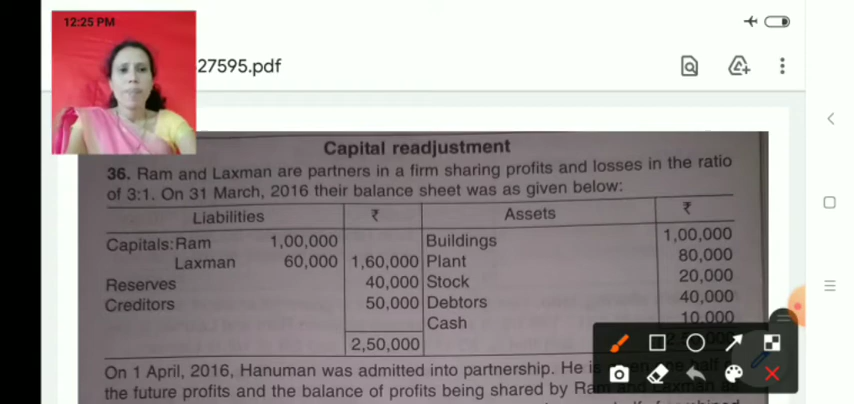 12:25 PM
27595.pdf
Capital readjustment
36. Ram and Laxman are partners in a firm sharing profits and losses in the ratio
of 3:1. On 31 March, 2016 their balance sheet was as given below:
Liabilities ₹ Assets ₹
Capitals: Ram 1,00,000 Buildings 1,00,000
Laxman 60,000 1,60,000 Plant 80,000
Reserves 40,000 Stock 20,000
Creditors 50,000 Debtors 40,000
Cash 10,000
2,50,000
On 1 April, 2016, Hanuman was admitted into partnership. He is
the future profits and the balance of profits being shared by Ram